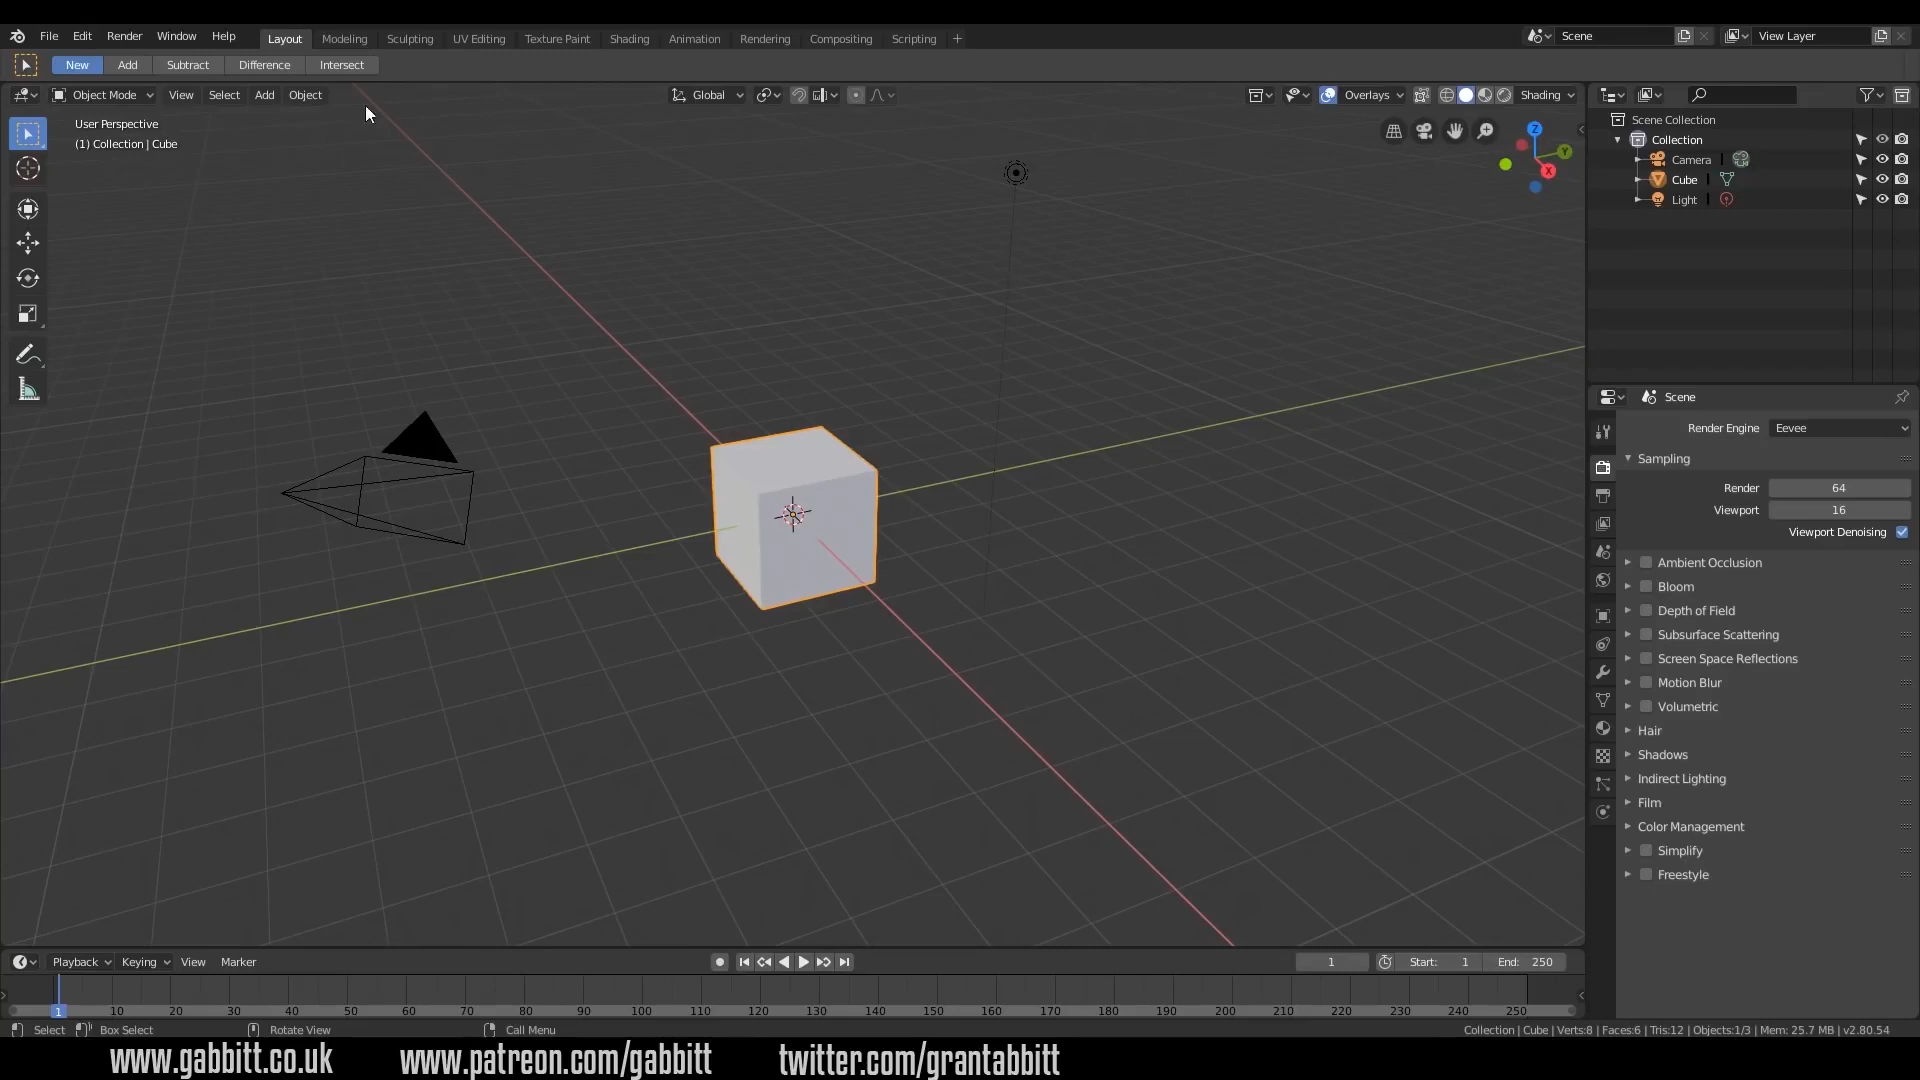 File Edit Render Window Help Layout Modeling Sculpting UV Editing Texture Paint Shading Animation Rendering Compositing Scripting + Scene View Layer
New Add Subtract Difference Intersect
Object Mode View Select Add Object Global Overlays Shading
User Perspective
(1) Collection | Cube
Z
Y
X
Scene Collection
Collection
Camera
Cube
Light
Scene
Render Engine Eevee
Sampling
Render 64
Viewport 16
Viewport Denoising
Ambient Occlusion
Bloom
Depth of Field
Subsurface Scattering
Screen Space Reflections
Motion Blur
Volumetric
Hair
Shadows
Indirect Lighting
Film
Color Management
Simplify
Freestyle
Playback Keying View Marker 1 Start: 1 End: 250
1 10 20 30 40 50 60 70 80 90 100 110 120 130 140 150 160 170 180 190 200 210 220 230 240 250
Select Box Select Rotate View Call Menu Collection | Cube | Verts:8 | Faces:6 | Tris:12 | Objects:1/3 | Mem: 25.7 MB | v2.80.54
www.gabbitt.co.uk www.patreon.com/gabbitt twitter.com/grantabbitt